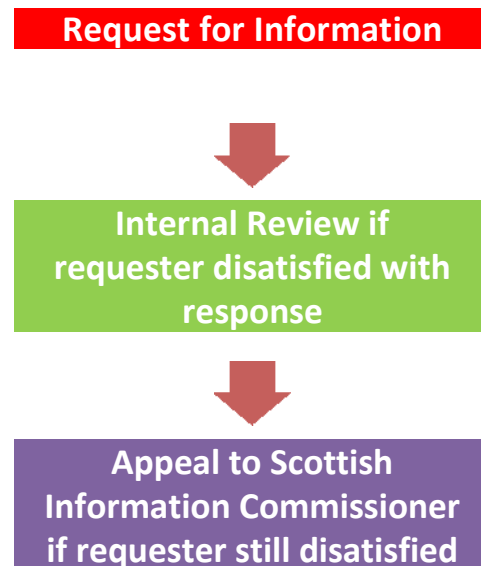 Request for Information
Internal Review if
requester disatisfied with
response
Appeal to Scottish
Information Commissioner
if requester still disatisfied